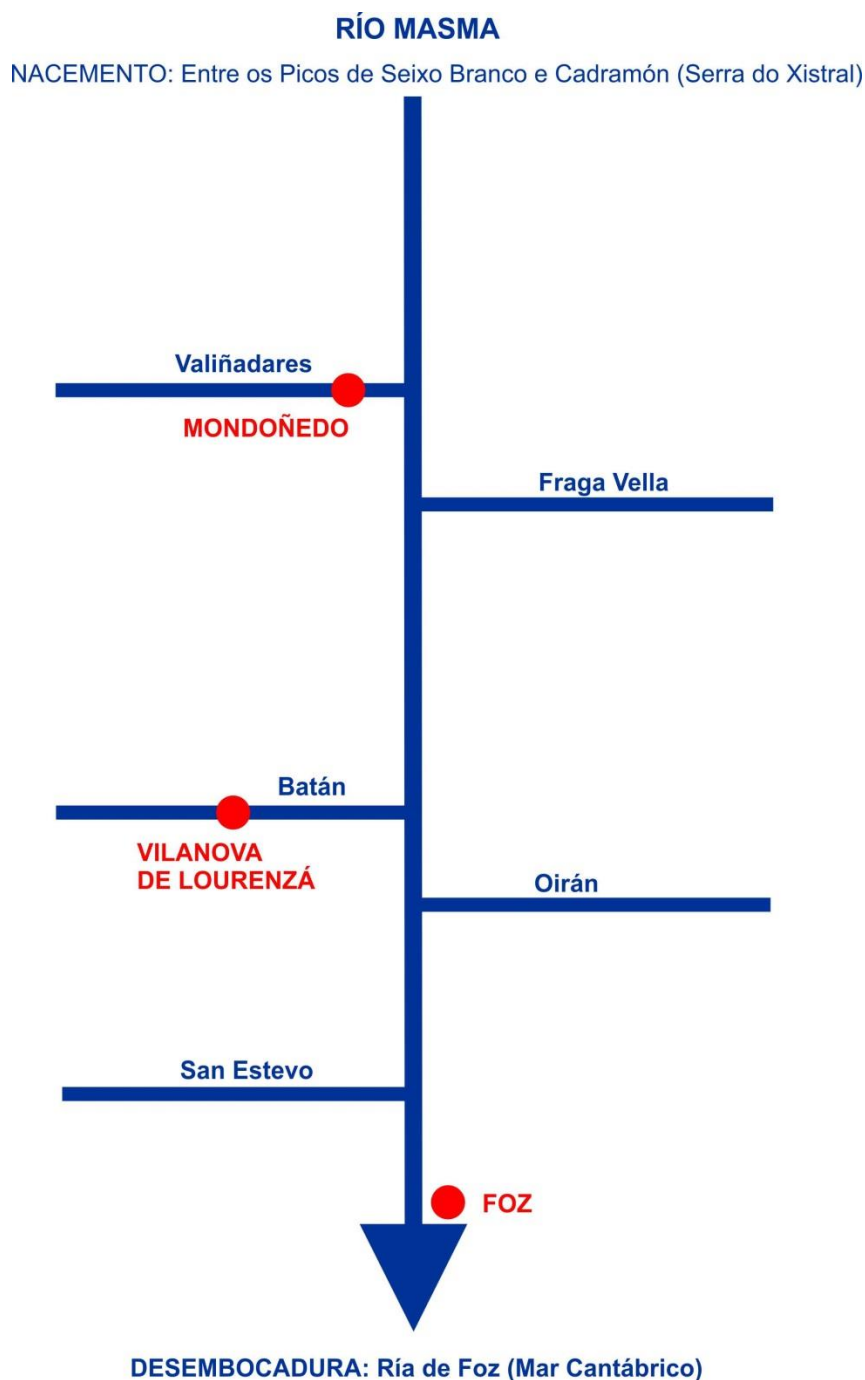 RÍO MASMA
NACEMENTO: Entre os Picos de Seixo Branco e Cadramón (Serra do Xistral)
Valiñadares
MONDOÑEDO
Fraga Vella
Batán
VILANOVA
DE LOURENZÁ
Oirán
San Estevo
FOZ
DESEMBOCADURA: Ría de Foz (Mar Cantábrico)